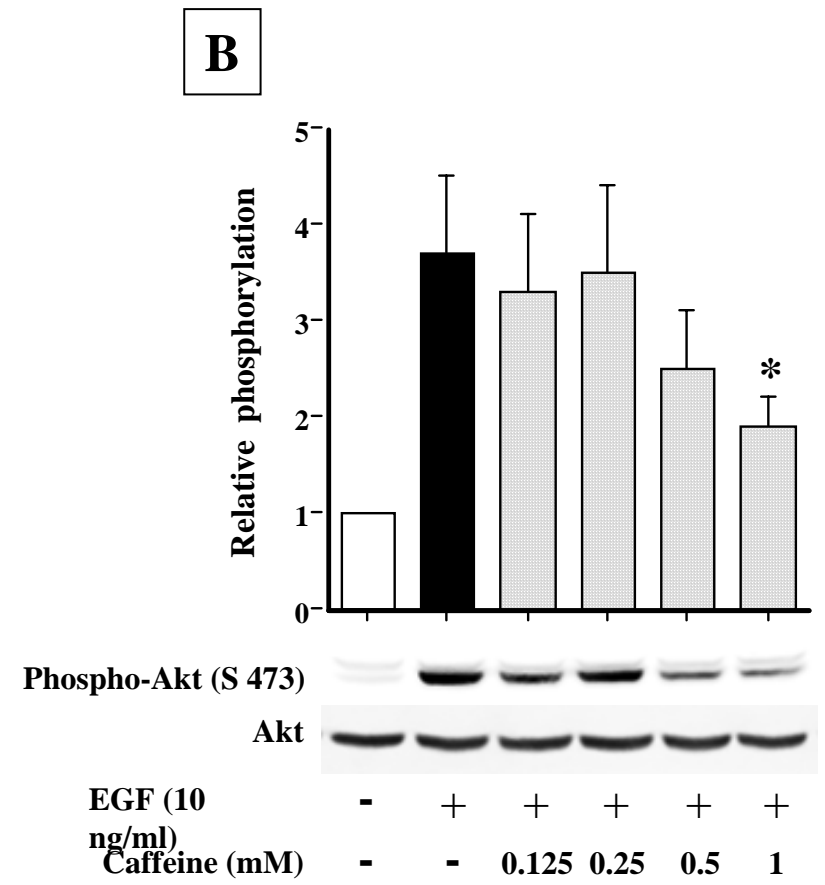 B
5
4
3
2
1
0
Relative phosphorylation
*
Phospho-Akt (S 473)
Akt
EGF (10 ng/ml) - + + + + +
Caffeine (mM) - - 0.125 0.25 0.5 1